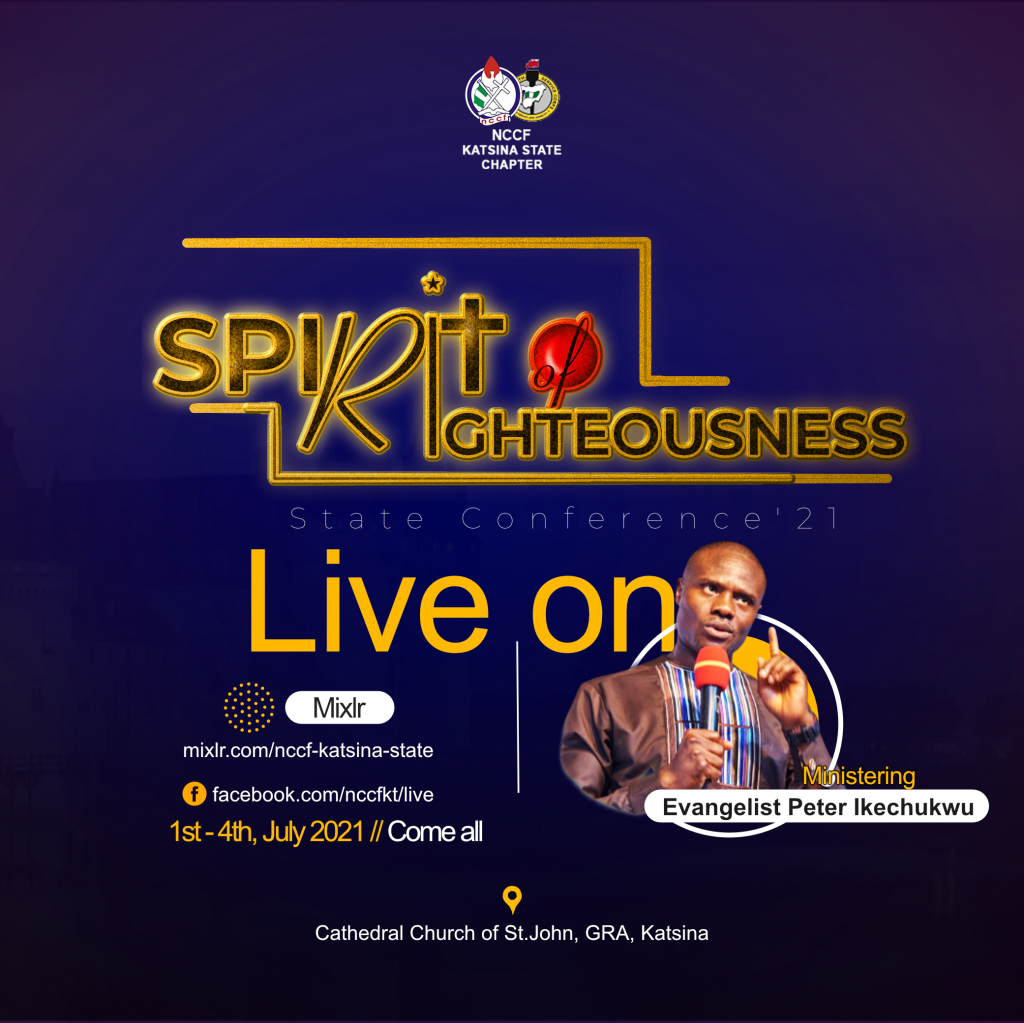 nccf
NCCF
KATSINA STATE
CHAPTER
SPIRit of
RIGHTEOUSNESS
State Conference'21
Live on
Mixlr
mixlr.com/nccf-katsina-state
facebook.com/nccfkt/live
1st - 4th, July 2021 // Come all
Ministering
Evangelist Peter Ikechukwu
Cathedral Church of St.John, GRA, Katsina